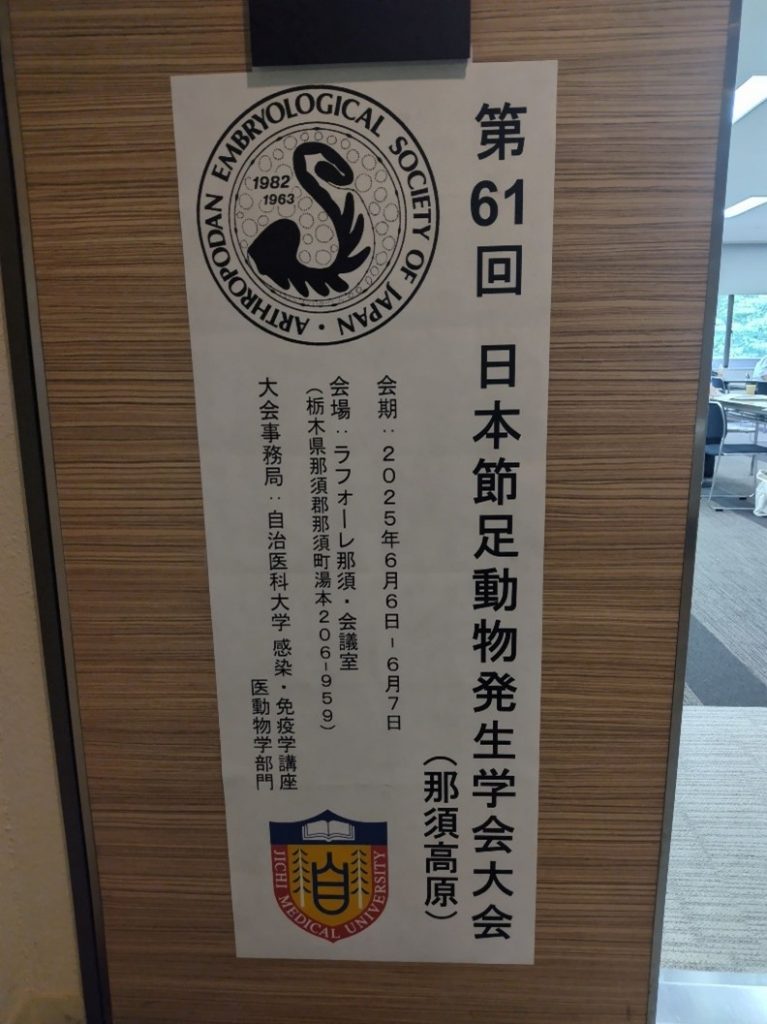 第61回 日本節足動物発生学会大会
(那須高原)
会期：2025年6月6日-6月7日
会場：ラフォーレ那須・会議室
(栃木県那須郡那須町湯本206-959)
大会事務局：自治医科大学 感染・免疫学講座
医動物学部門
ARTHROPODAN EMBRYOLOGICAL SOCIETY OF JAPAN・
1982
1963
JICHI MEDICAL UNIVERSITY